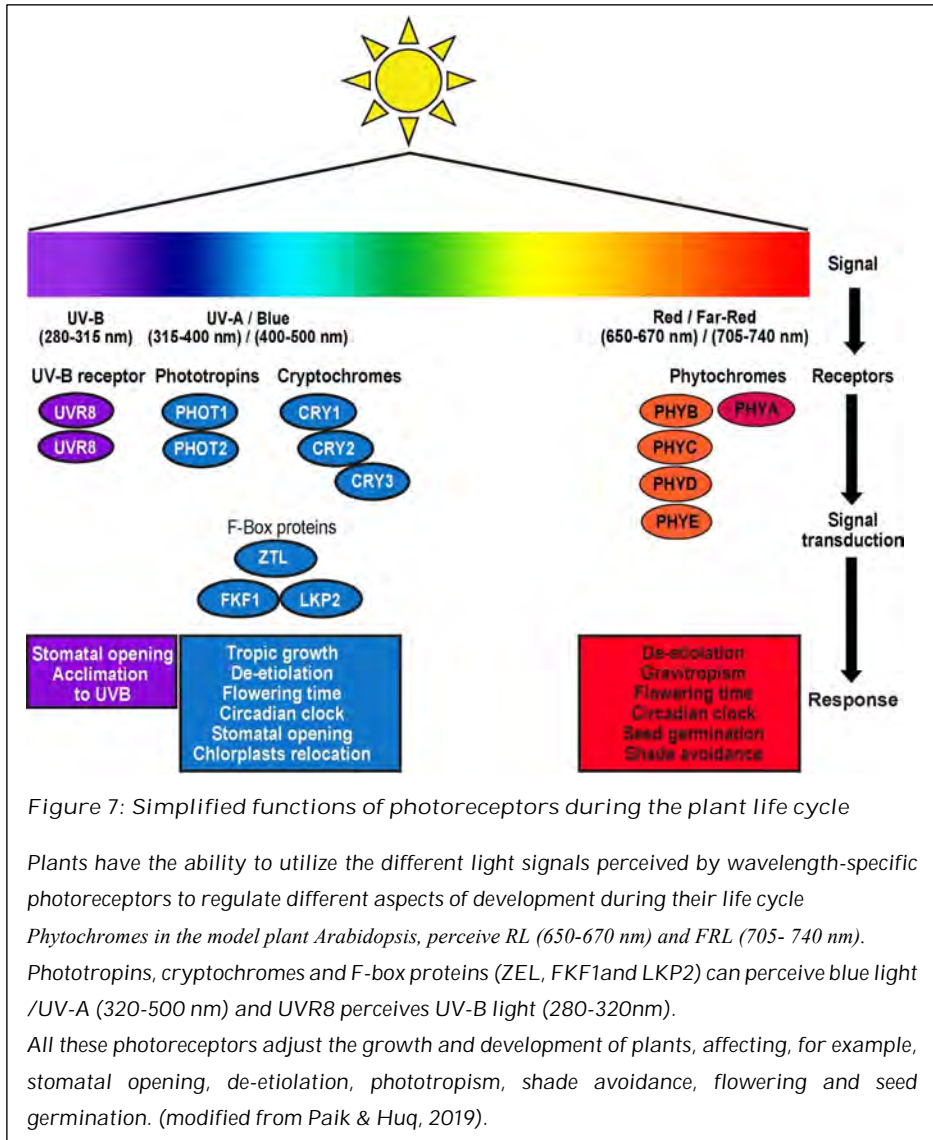 Signal
UV-B
(280-315 nm)
UV-A / Blue
(315-400 nm) / (400-500 nm)
Red / Far-Red
(650-670 nm) / (705-740 nm)
UV-B receptor
Phototropins
Cryptochromes
Phytochromes
Receptors
UVR8
UVR8
PHOT1
PHOT2
CRY1
CRY2
CRY3
PHYB
PHYA
PHYC
PHYD
PHYE
F-Box proteins
ZTL
FKF1
LKP2
Signal
transduction
Stomatal opening
Acclimation
to UVB
Tropic growth
De-etiolation
Flowering time
Circadian clock
Stomatal opening
Chlorplasts relocation
De-etiolation
Gravitropism
Flowering time
Circadian clock
Seed germination
Shade avoidance
Response
Figure 7: Simplified functions of photoreceptors during the plant life cycle
Plants have the ability to utilize the different light signals perceived by wavelength-specific
photoreceptors to regulate different aspects of development during their life cycle
Phytochromes in the model plant Arabidopsis, perceive RL (650-670 nm) and FRL (705- 740 nm).
Phototropins, cryptochromes and F-box proteins (ZEL, FKF1and LKP2) can perceive blue light
/UV-A (320-500 nm) and UVR8 perceives UV-B light (280-320nm).
All these photoreceptors adjust the growth and development of plants, affecting, for example,
stomatal opening, de-etiolation, phototropism, shade avoidance, flowering and seed
germination. (modified from Paik & Huq, 2019).